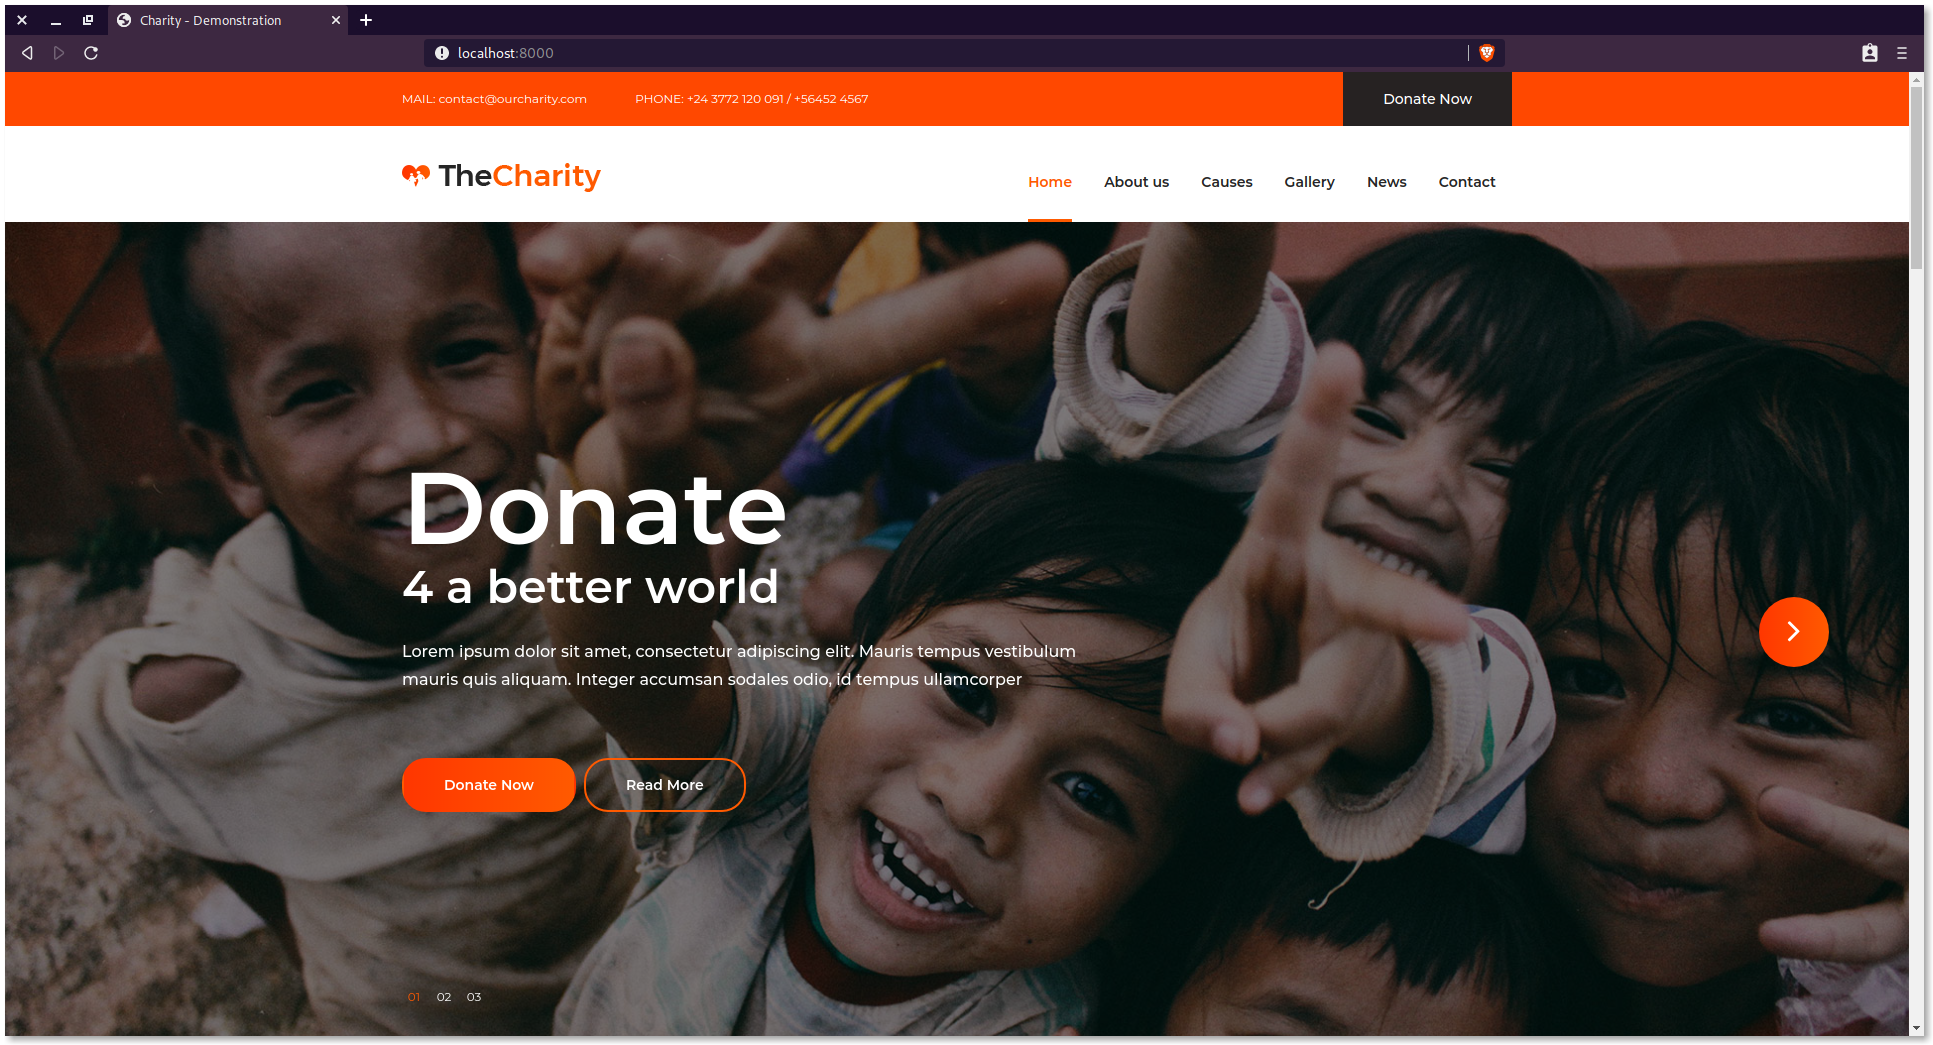 Charity - Demonstration
localhost:8000
MAIL: contact@ourcharity.com PHONE: +24 3772 120 091 / +56452 4567 Donate Now
TheCharity
Home About us Causes Gallery News Contact
Donate
4 a better world
Lorem ipsum dolor sit amet, consectetur adipiscing elit. Mauris tempus vestibulum
mauris quis aliquam. Integer accumsan sodales odio, id tempus ullamcorper
Donate Now Read More
01 02 03